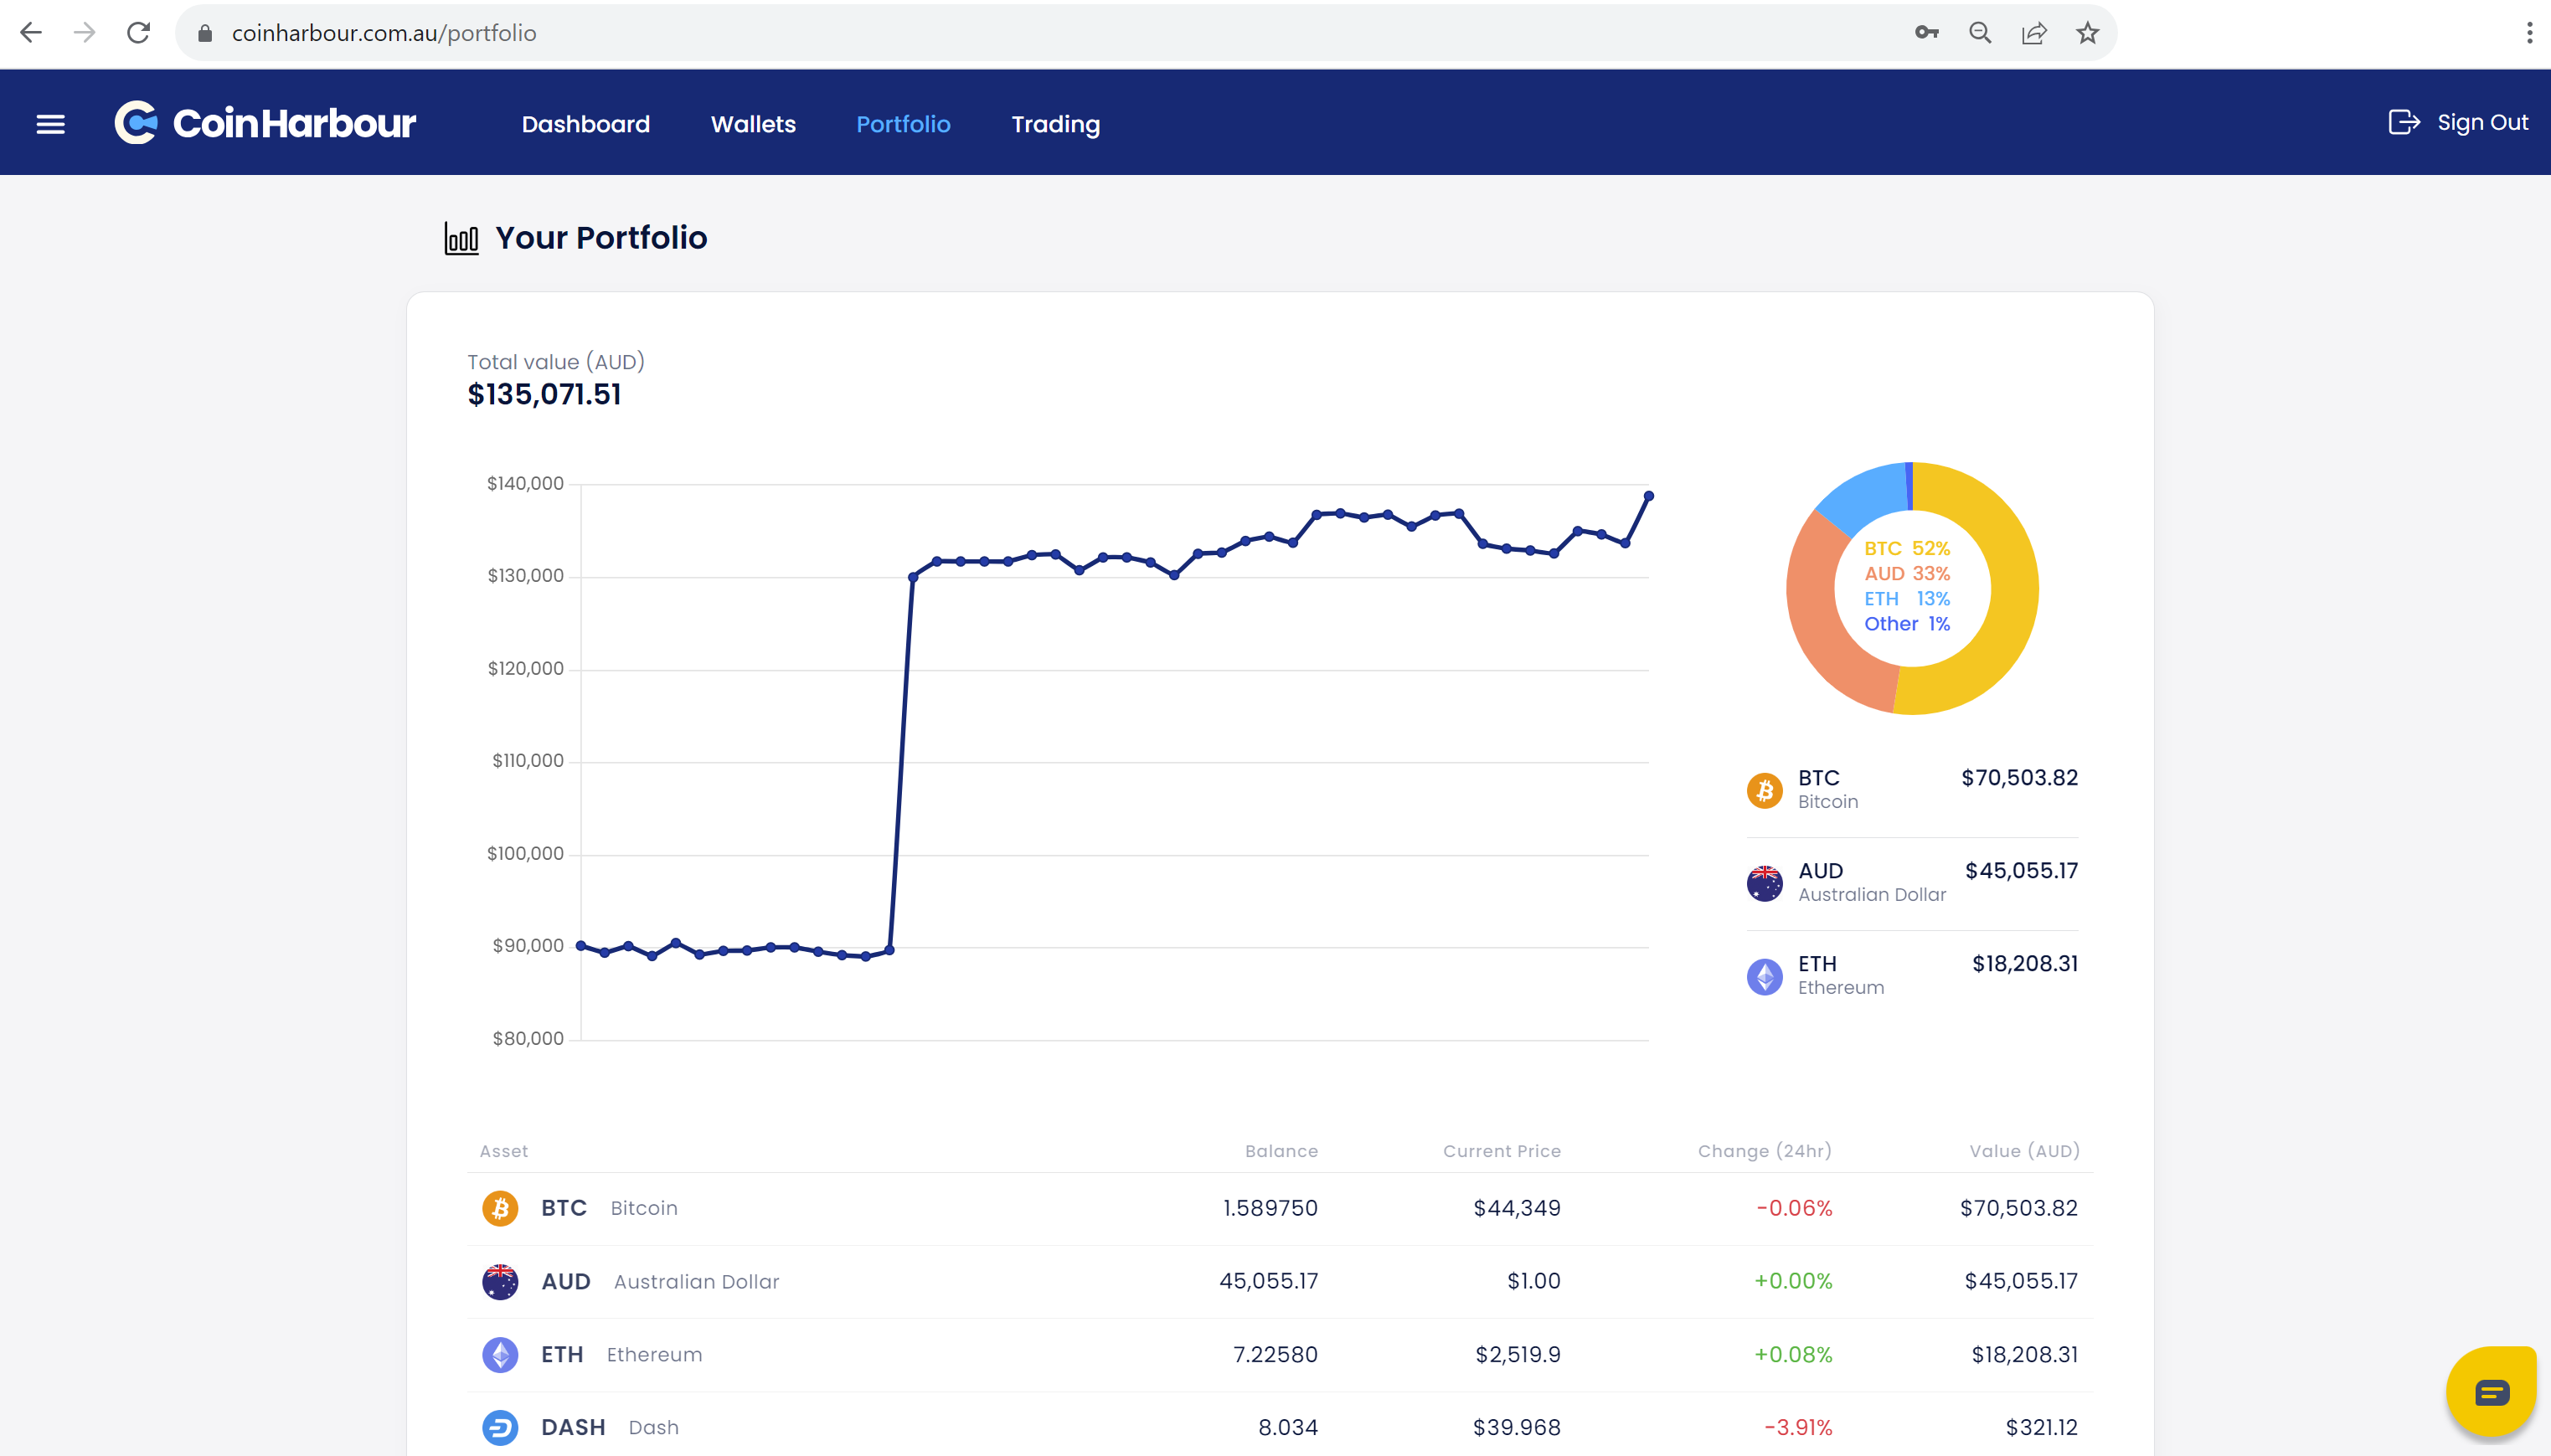 coinharbour.com.au/portfolio
CoinHarbour Dashboard Wallets Portfolio Trading Sign Out
Your Portfolio
Total value (AUD)
$135,071.51
$140,000
$130,000
$120,000
$110,000
$100,000
$90,000
$80,000
BTC 52%
AUD 33%
ETH 13%
Other 1%
BTC $70,503.82
Bitcoin
AUD $45,055.17
Australian Dollar
ETH $18,208.31
Ethereum
Asset Balance Current Price Change (24hr) Value (AUD)
BTC Bitcoin 1.589750 $44,349 -0.06% $70,503.82
AUD Australian Dollar 45,055.17 $1.00 +0.00% $45,055.17
ETH Ethereum 7.22580 $2,519.9 +0.08% $18,208.31
DASH Dash 8.034 $39.968 -3.91% $321.12